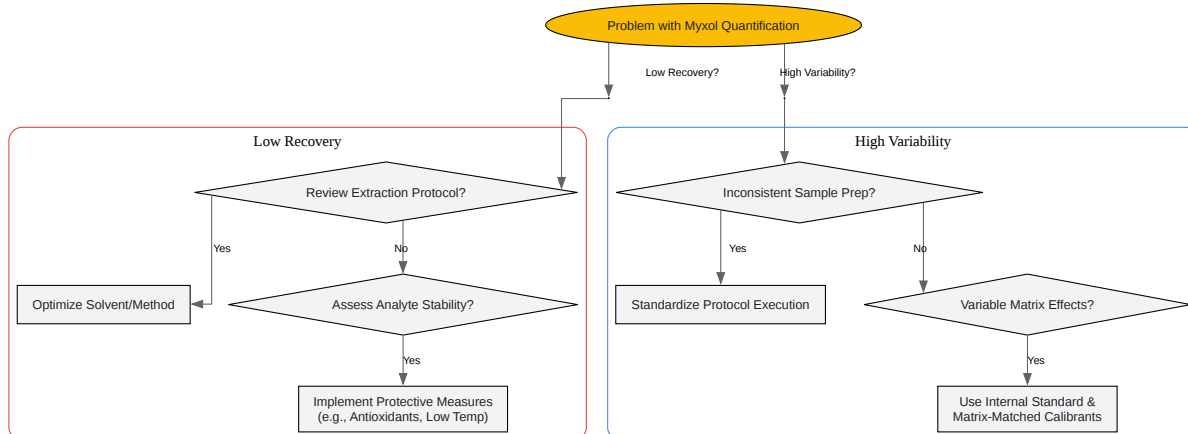 Problem with Myxol Quantification
Low Recovery?
High Variability?
Low Recovery
High Variability
Review Extraction Protocol?
Inconsistent Sample Prep?
Yes
No
Yes
No
Optimize Solvent/Method
Assess Analyte Stability?
Standardize Protocol Execution
Variable Matrix Effects?
Yes
Yes
Implement Protective Measures
(e.g., Antioxidants, Low Temp)
Use Internal Standard &
Matrix-Matched Calibrants